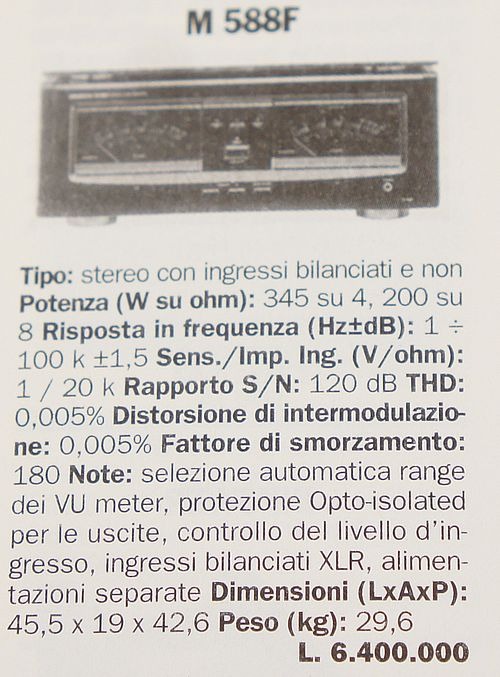 M 588F
Tipo: stereo con ingressi bilanciati e non
Potenza (W su ohm): 345 su 4, 200 su
8 Risposta in frequenza (Hz±dB): 1 ÷
100 k ±1,5 Sens./Imp. Ing. (V/ohm):
1 / 20 k Rapporto S/N: 120 dB THD:
0,005% Distorsione di intermodulazio-
ne: 0,005% Fattore di smorzamento:
180 Note: selezione automatica range
dei VU meter, protezione Opto-isolated
per le uscite, controllo del livello d'in-
gresso, ingressi bilanciati XLR, alimen-
tazioni separate Dimensioni (LxAxP):
45,5 x 19 x 42,6 Peso (kg): 29,6
L. 6.400.000